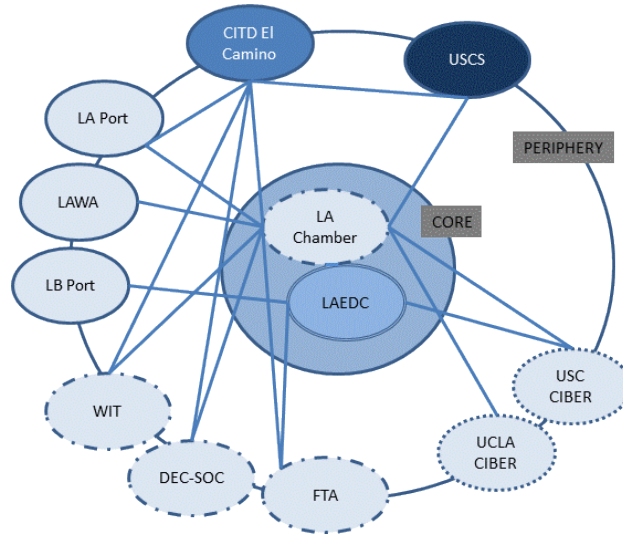 CITD El
Camino
USCS
LA Port
PERIPHERY
LAWA
LA
Chamber
CORE
LB Port
LAEDC
USC
CIBER
WIT
UCLA
CIBER
DEC-SOC
FTA